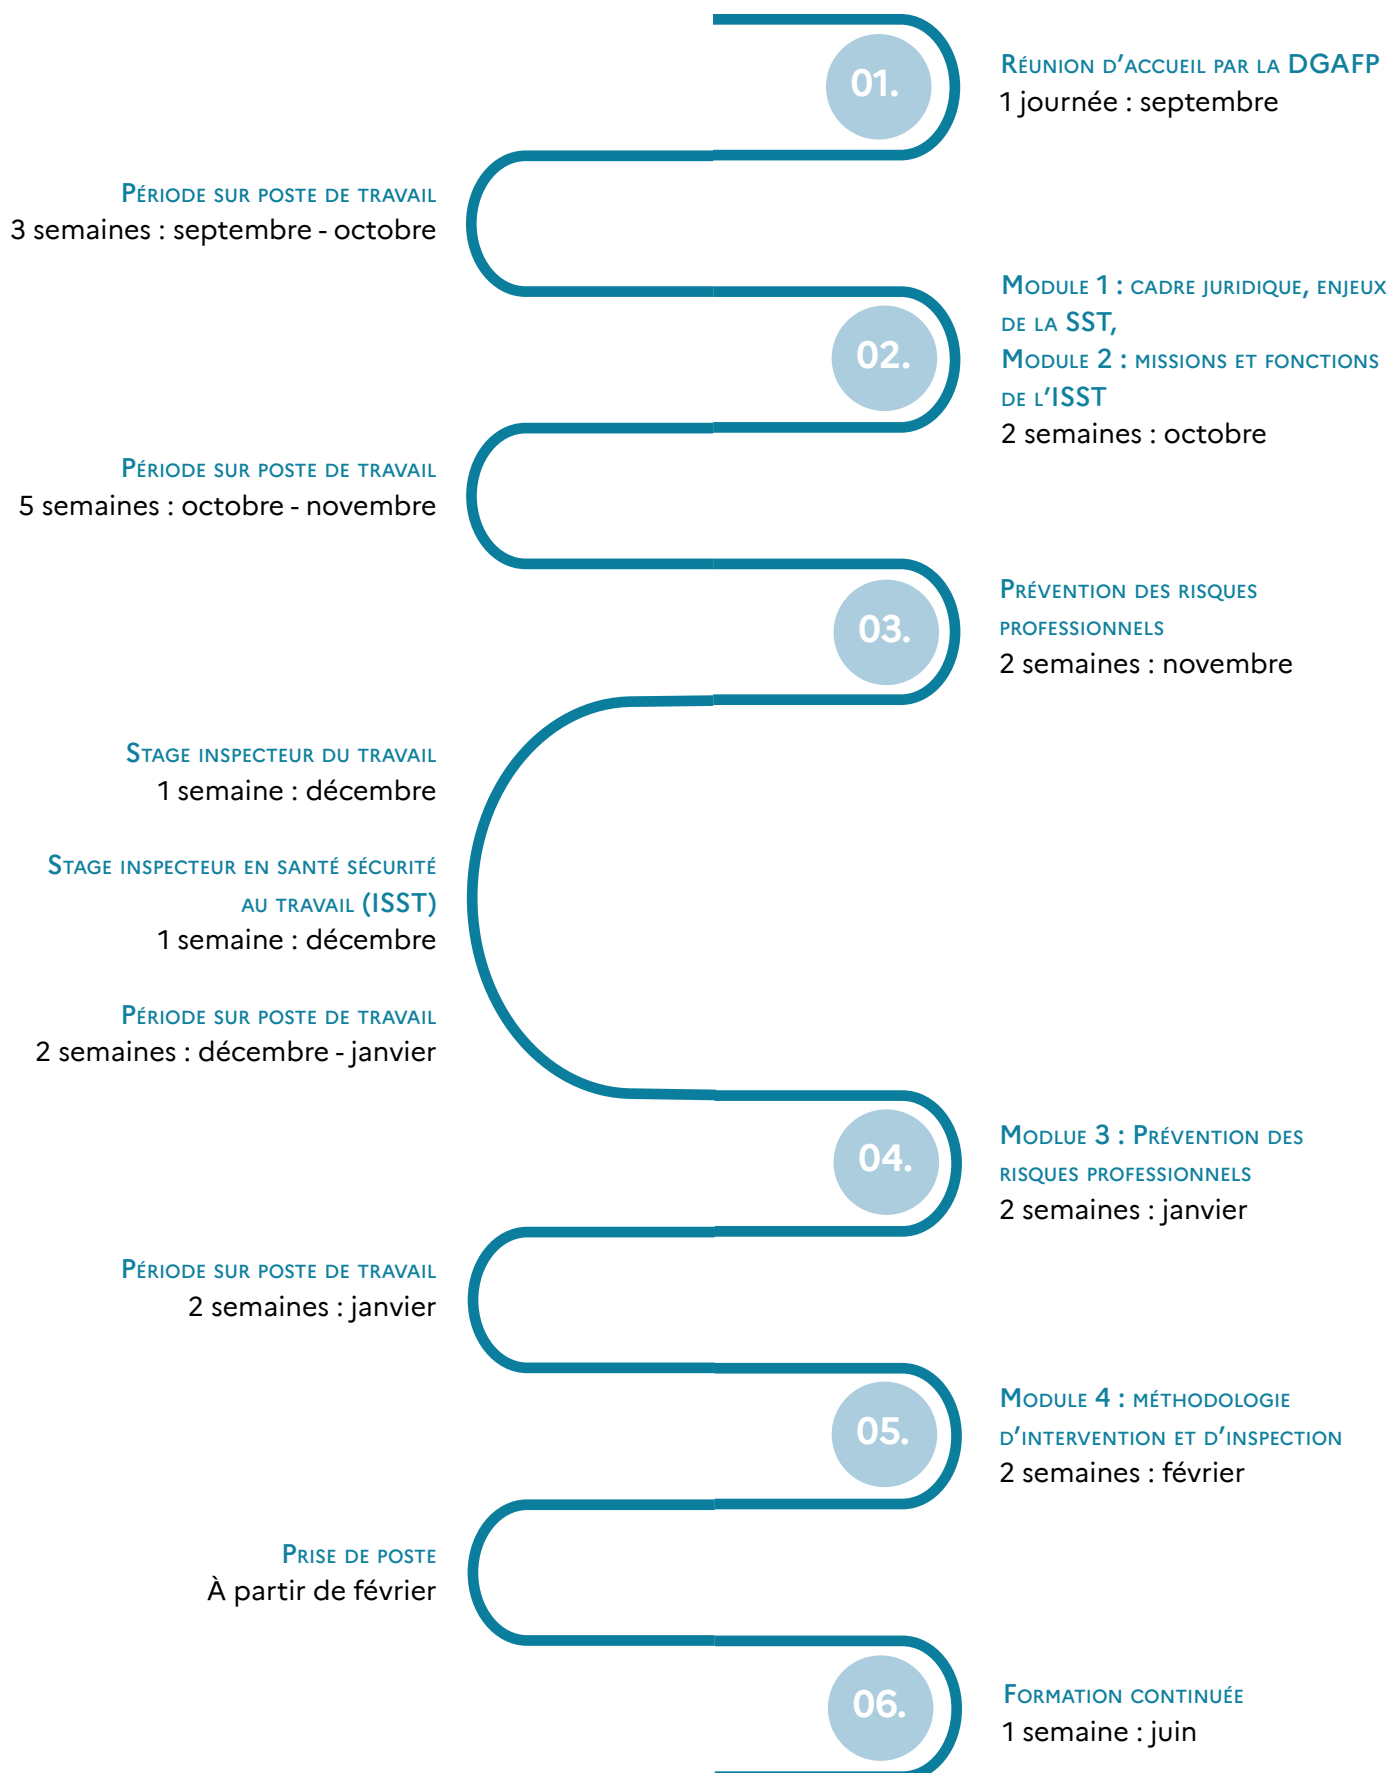 01.
Réunion d'accueil par la DGAFP
1 journée : septembre
Période sur poste de travail
3 semaines : septembre - octobre
02.
Module 1 : cadre juridique, enjeux
de la SST,
Module 2 : missions et fonctions
de l'ISST
2 semaines : octobre
Période sur poste de travail
5 semaines : octobre - novembre
03.
Prévention des risques
professionnels
2 semaines : novembre
Stage inspecteur du travail
1 semaine : décembre
Stage inspecteur en santé sécurité
au travail (ISST)
1 semaine : décembre
Période sur poste de travail
2 semaines : décembre - janvier
04.
Modlue 3 : Prévention des
risques professionnels
2 semaines : janvier
Période sur poste de travail
2 semaines : janvier
05.
Module 4 : méthodologie
d'intervention et d'inspection
2 semaines : février
Prise de poste
À partir de février
06.
Formation continuée
1 semaine : juin